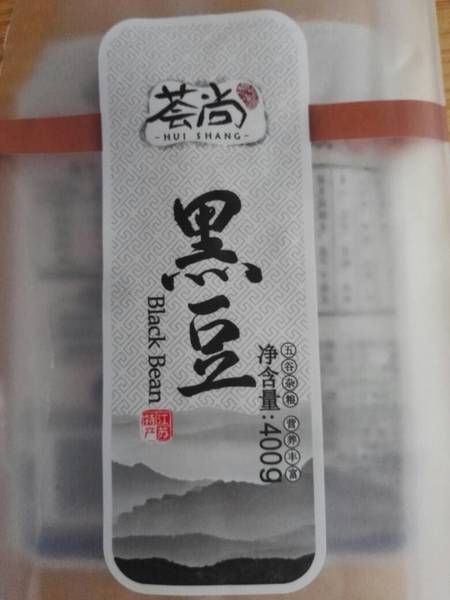 荟尚
-HUI SHANG-
黑豆
Black Bean
江苏
特产
五谷杂粮 营养丰富
净含量:400g